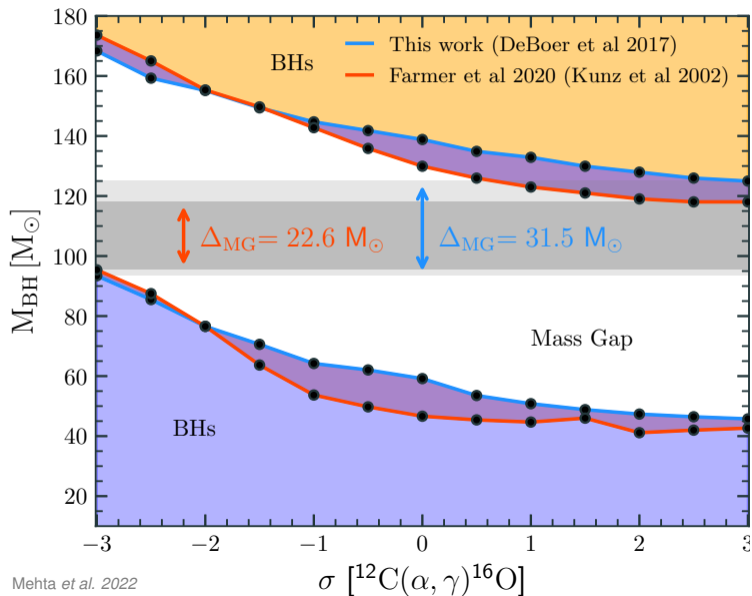 180
160
140
120
100
80
60
40
20
M_BH [M_⊙]
BHs
This work (DeBoer et al 2017)
Farmer et al 2020 (Kunz et al 2002)
Δ_MG= 22.6 M_⊙
Δ_MG= 31.5 M_⊙
Mass Gap
BHs
−3 −2 −1 0 1 2 3
σ [¹²C(α, γ)¹⁶O]
Mehta et al. 2022